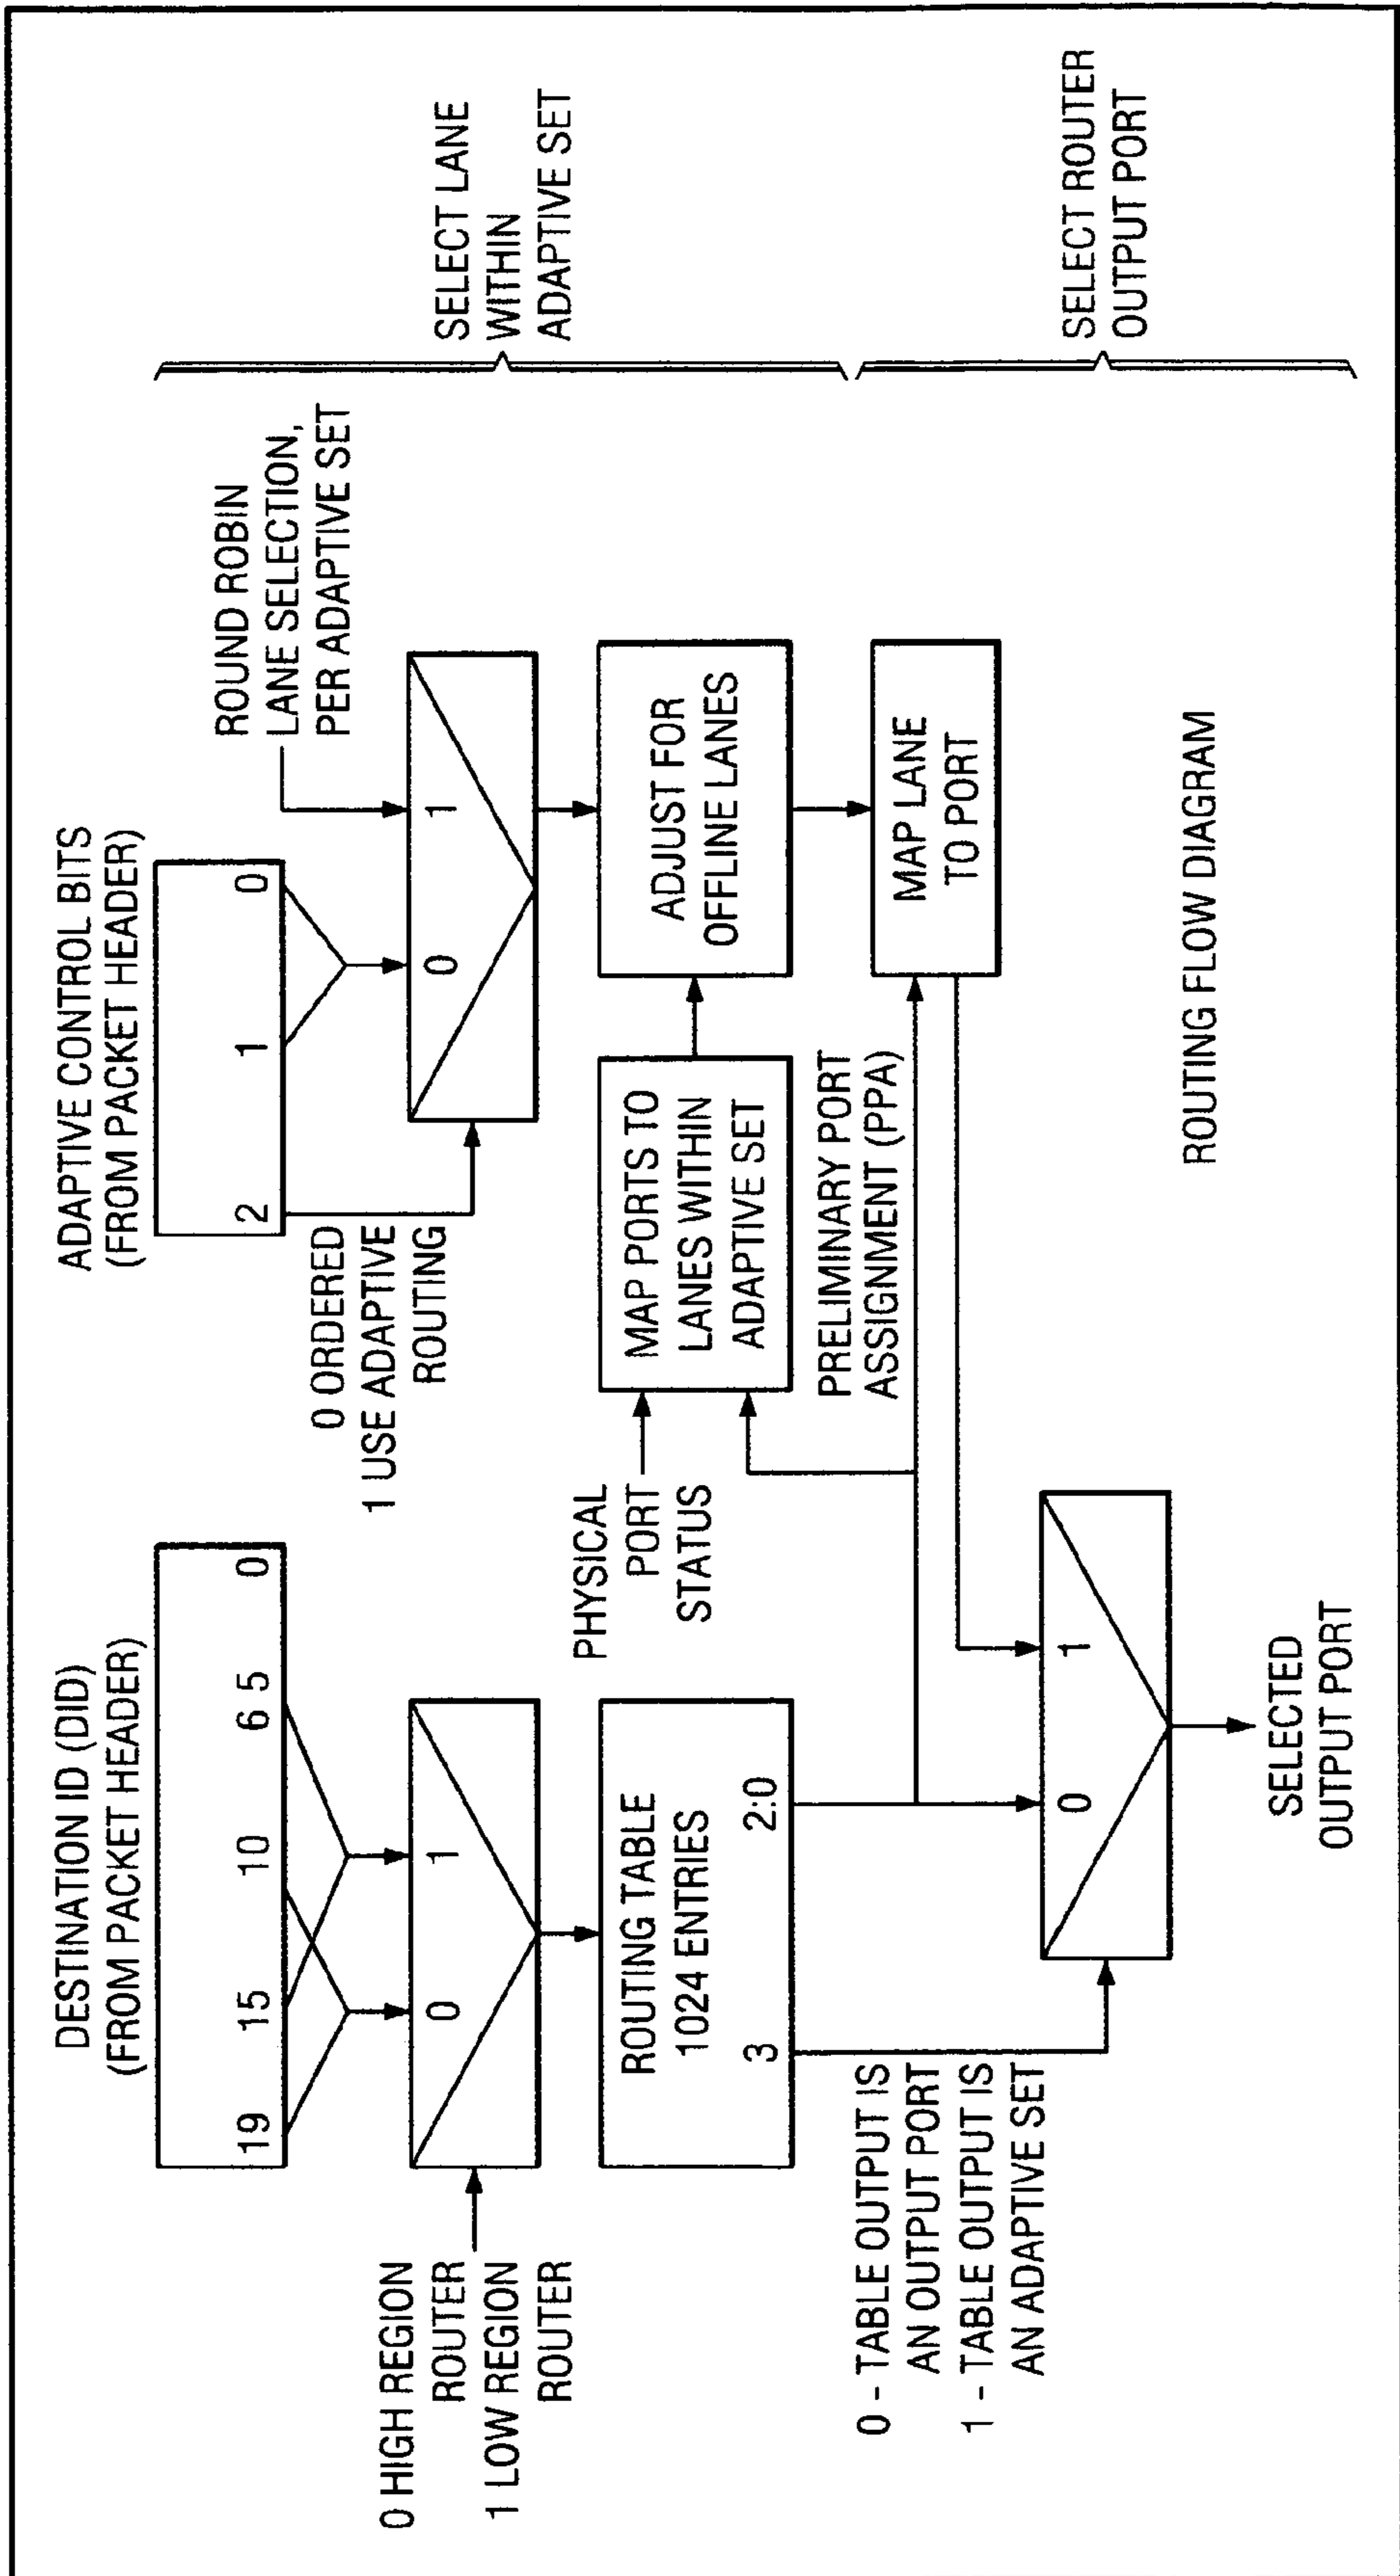 DESTINATION ID (DID)
(FROM PACKET HEADER)
19 15 10 6 5 0
ADAPTIVE CONTROL BITS
(FROM PACKET HEADER)
2 1 0
0 HIGH REGION
ROUTER
1 LOW REGION
ROUTER
0 1
0 ORDERED
1 USE ADAPTIVE
ROUTING
0 1
ROUND ROBIN
LANE SELECTION,
PER ADAPTIVE SET
SELECT LANE
WITHIN
ADAPTIVE SET
ROUTING TABLE
1024 ENTRIES
3 2:0
PHYSICAL
PORT
STATUS
MAP PORTS TO
LANES WITHIN
ADAPTIVE SET
ADJUST FOR
OFFLINE LANES
PRELIMINARY PORT
ASSIGNMENT (PPA)
MAP LANE
TO PORT
0 - TABLE OUTPUT IS
AN OUTPUT PORT
1 - TABLE OUTPUT IS
AN ADAPTIVE SET
0 1
SELECT ROUTER
OUTPUT PORT
SELECTED
OUTPUT PORT
ROUTING FLOW DIAGRAM